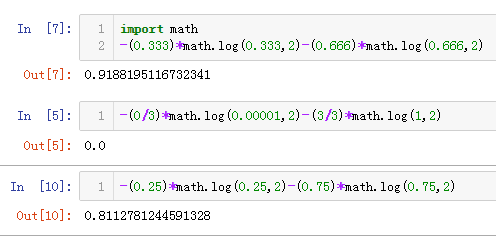 In [7]: 1 import math
2 -(0.333)*math.log(0.333,2)-(0.666)*math.log(0.666,2)
Out[7]: 0.9188195116732341
In [5]: 1 -(0/3)*math.log(0.00001,2)-(3/3)*math.log(1,2)
Out[5]: 0.0
In [10]: 1 -(0.25)*math.log(0.25,2)-(0.75)*math.log(0.75,2)
Out[10]: 0.8112781244591328